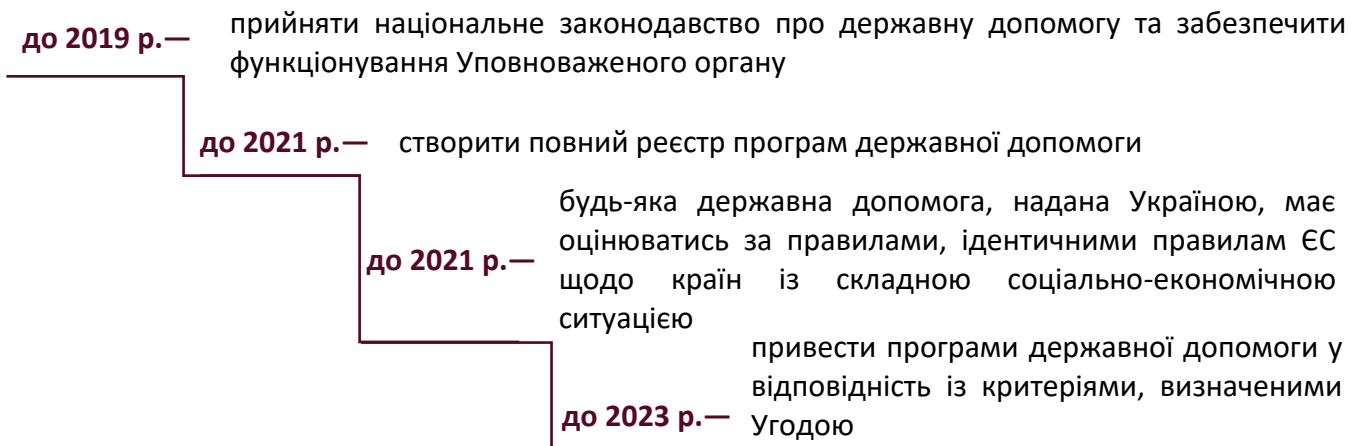 до 2019 р.— прийняти національне законодавство про державну допомогу та забезпечити
функціонування Уповноваженого органу
до 2021 р.— створити повний реєстр програм державної допомоги
будь-яка державна допомога, надана Україною, має
оцінюватись за правилами, ідентичними правилам ЄС
до 2021 р.—
щодо країн із складною соціально-економічною
ситуацією
привести програми державної допомоги у
відповідність із критеріями, визначеними
до 2023 р.— Угодою